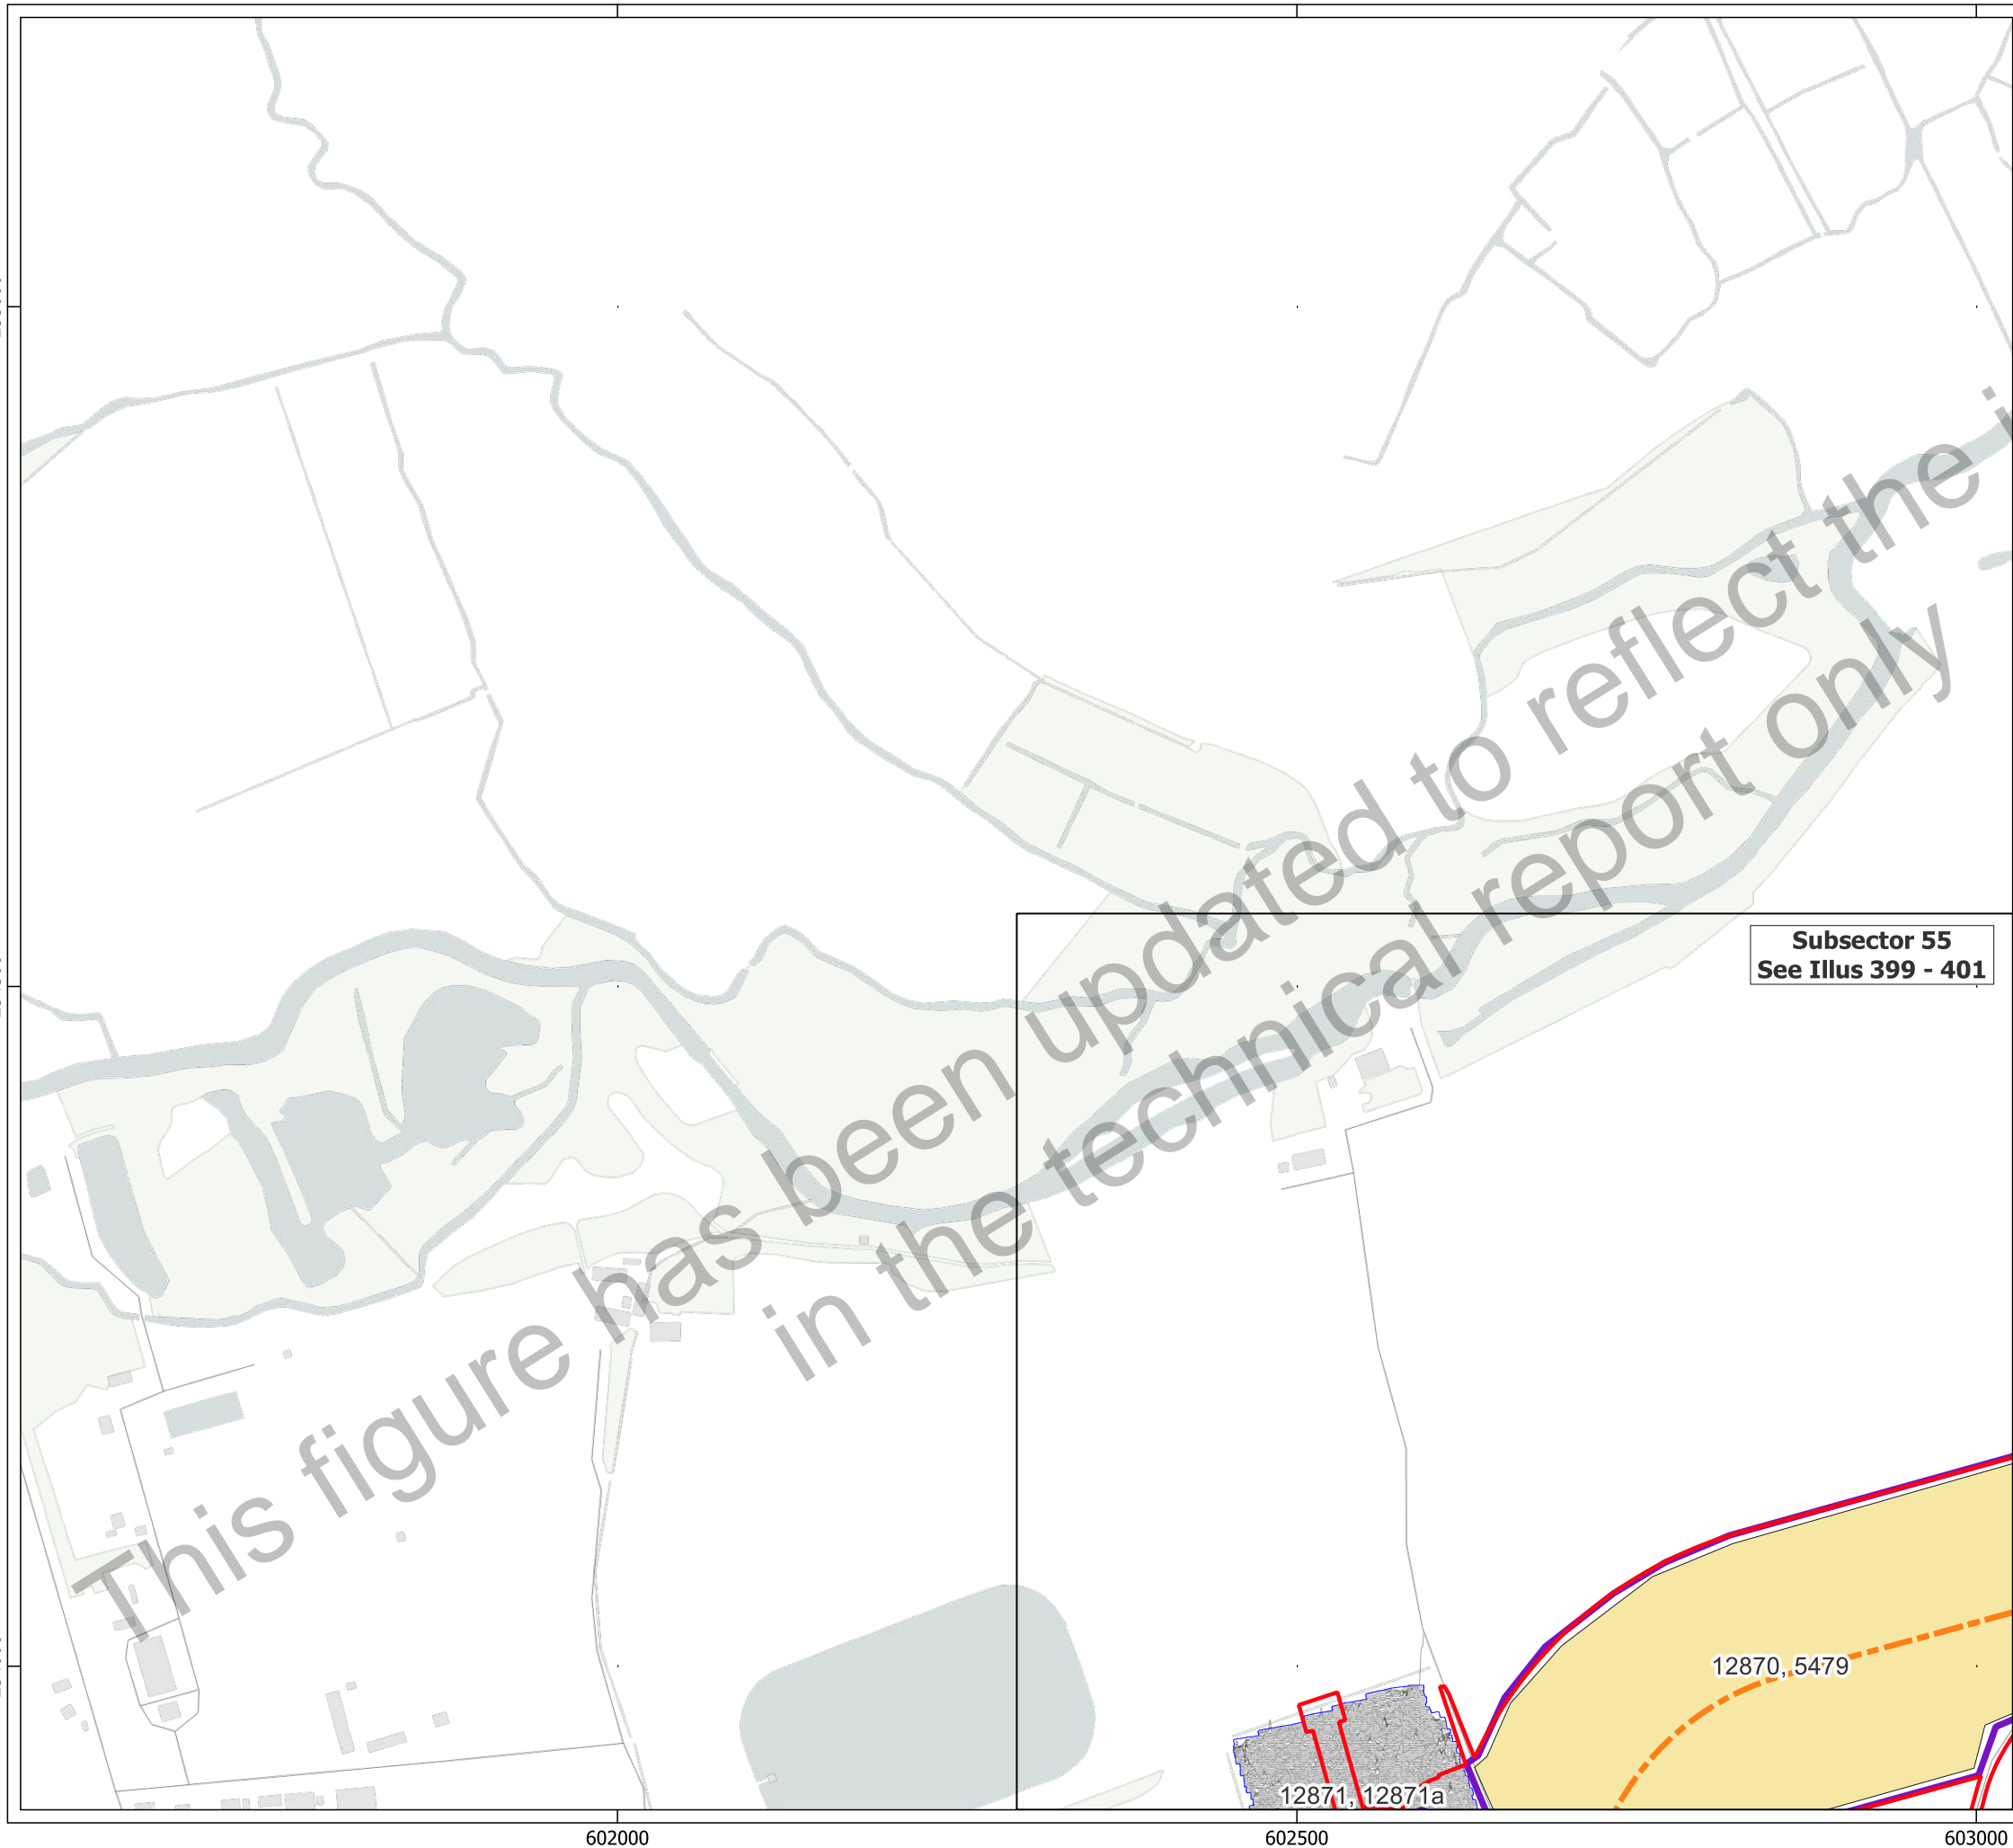 This figure has been updated to reflect the
in the technical report only
Subsector 55
See Illus 399 - 401
12870, 5479
12871, 12871a
602000
602500
603000